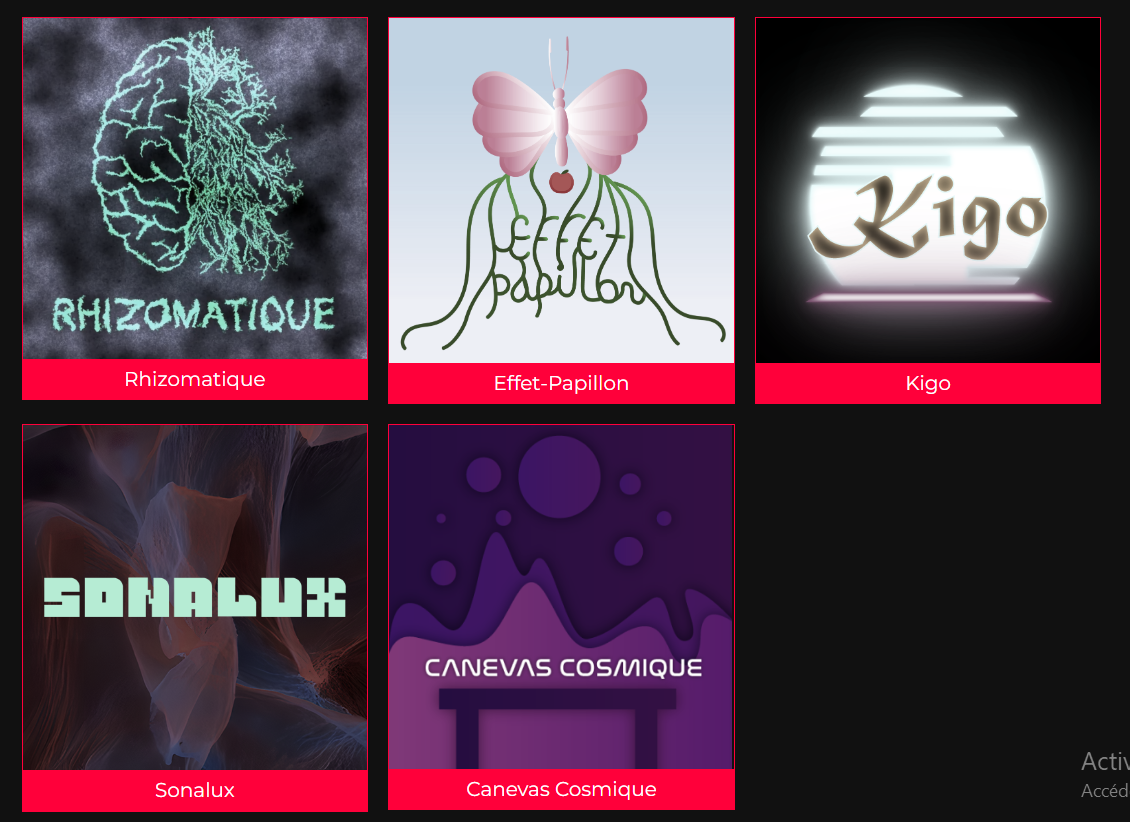 RHIZOMATIQUE
Rhizomatique
EFFET
papillon
Effet-Papillon
Kigo
Kigo
SONALUX
Sonalux
CANEVAS COSMIQUE
Canevas Cosmique
Activ
Accéd